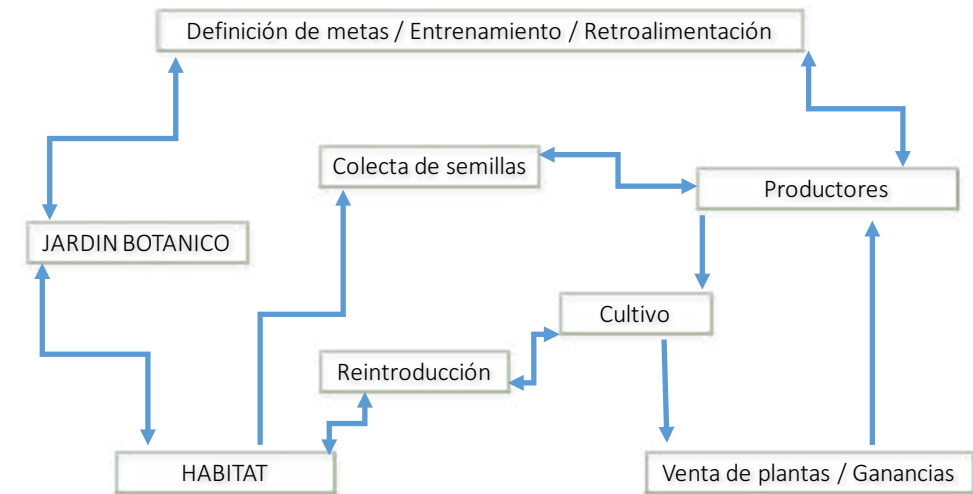 Definición de metas / Entrenamiento / Retroalimentación
Colecta de semillas
Productores
JARDIN BOTANICO
Cultivo
Reintroducción
HABITAT
Venta de plantas / Ganancias